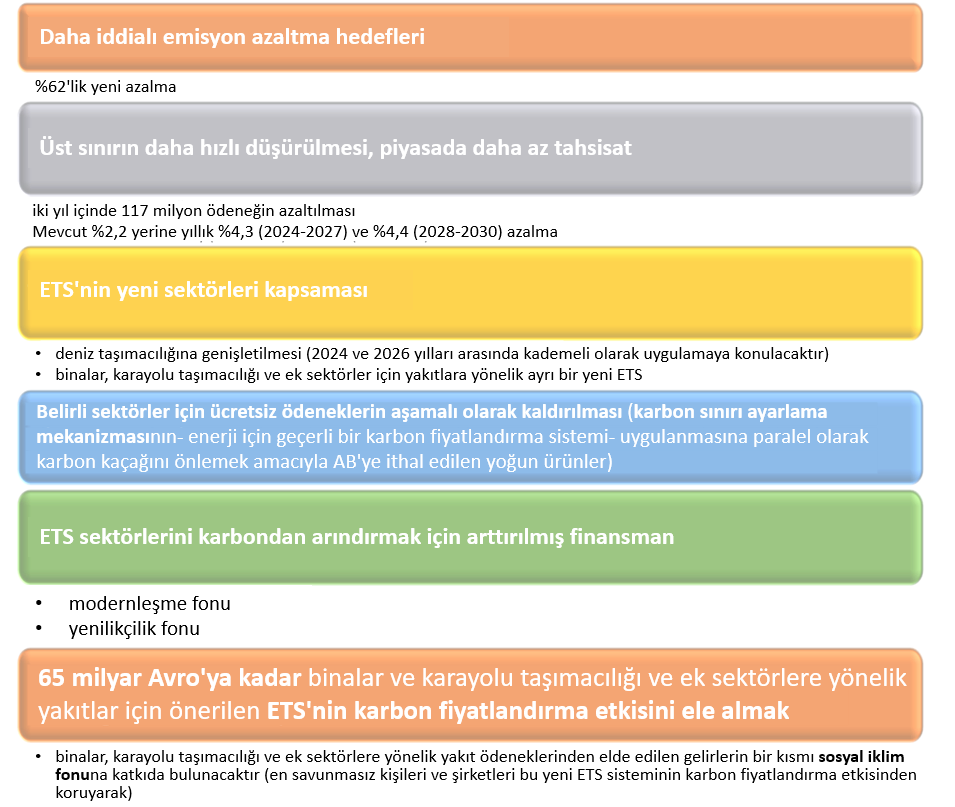 Daha iddialı emisyon azaltma hedefleri
%62'lik yeni azalma
Üst sınırın daha hızlı düşürülmesi, piyasada daha az tahsisat
iki yıl içinde 117 milyon ödeneğin azaltılması
Mevcut %2,2 yerine yıllık %4,3 (2024-2027) ve %4,4 (2028-2030) azalma
ETS'nin yeni sektörleri kapsaması
• deniz taşımacılığına genişletilmesi (2024 ve 2026 yılları arasında kademeli olarak uygulamaya konulacaktır)
• binalar, karayolu taşımacılığı ve ek sektörler için yakıtlara yönelik ayrı bir yeni ETS
Belirli sektörler için ücretsiz ödeneklerin aşamalı olarak kaldırılması (karbon sınırı ayarlama
mekanizmasının- enerji için geçerli bir karbon fiyatlandırma sistemi- uygulanmasına paralel olarak
karbon kaçağını önlemek amacıyla AB'ye ithal edilen yoğun ürünler)
ETS sektörlerini karbondan arındırmak için arttırılmış finansman
• modernleşme fonu
• yenilikçilik fonu
65 milyar Avro'ya kadar binalar ve karayolu taşımacılığı ve ek sektörlere yönelik
yakıtlar için önerilen ETS'nin karbon fiyatlandırma etkisini ele almak
• binalar, karayolu taşımacılığı ve ek sektörlere yönelik yakıt ödeneklerinden elde edilen gelirlerin bir kısmı sosyal iklim
fonuna katkıda bulunacaktır (en savunmasız kişileri ve şirketleri bu yeni ETS sisteminin karbon fiyatlandırma etkisinden
koruyarak)